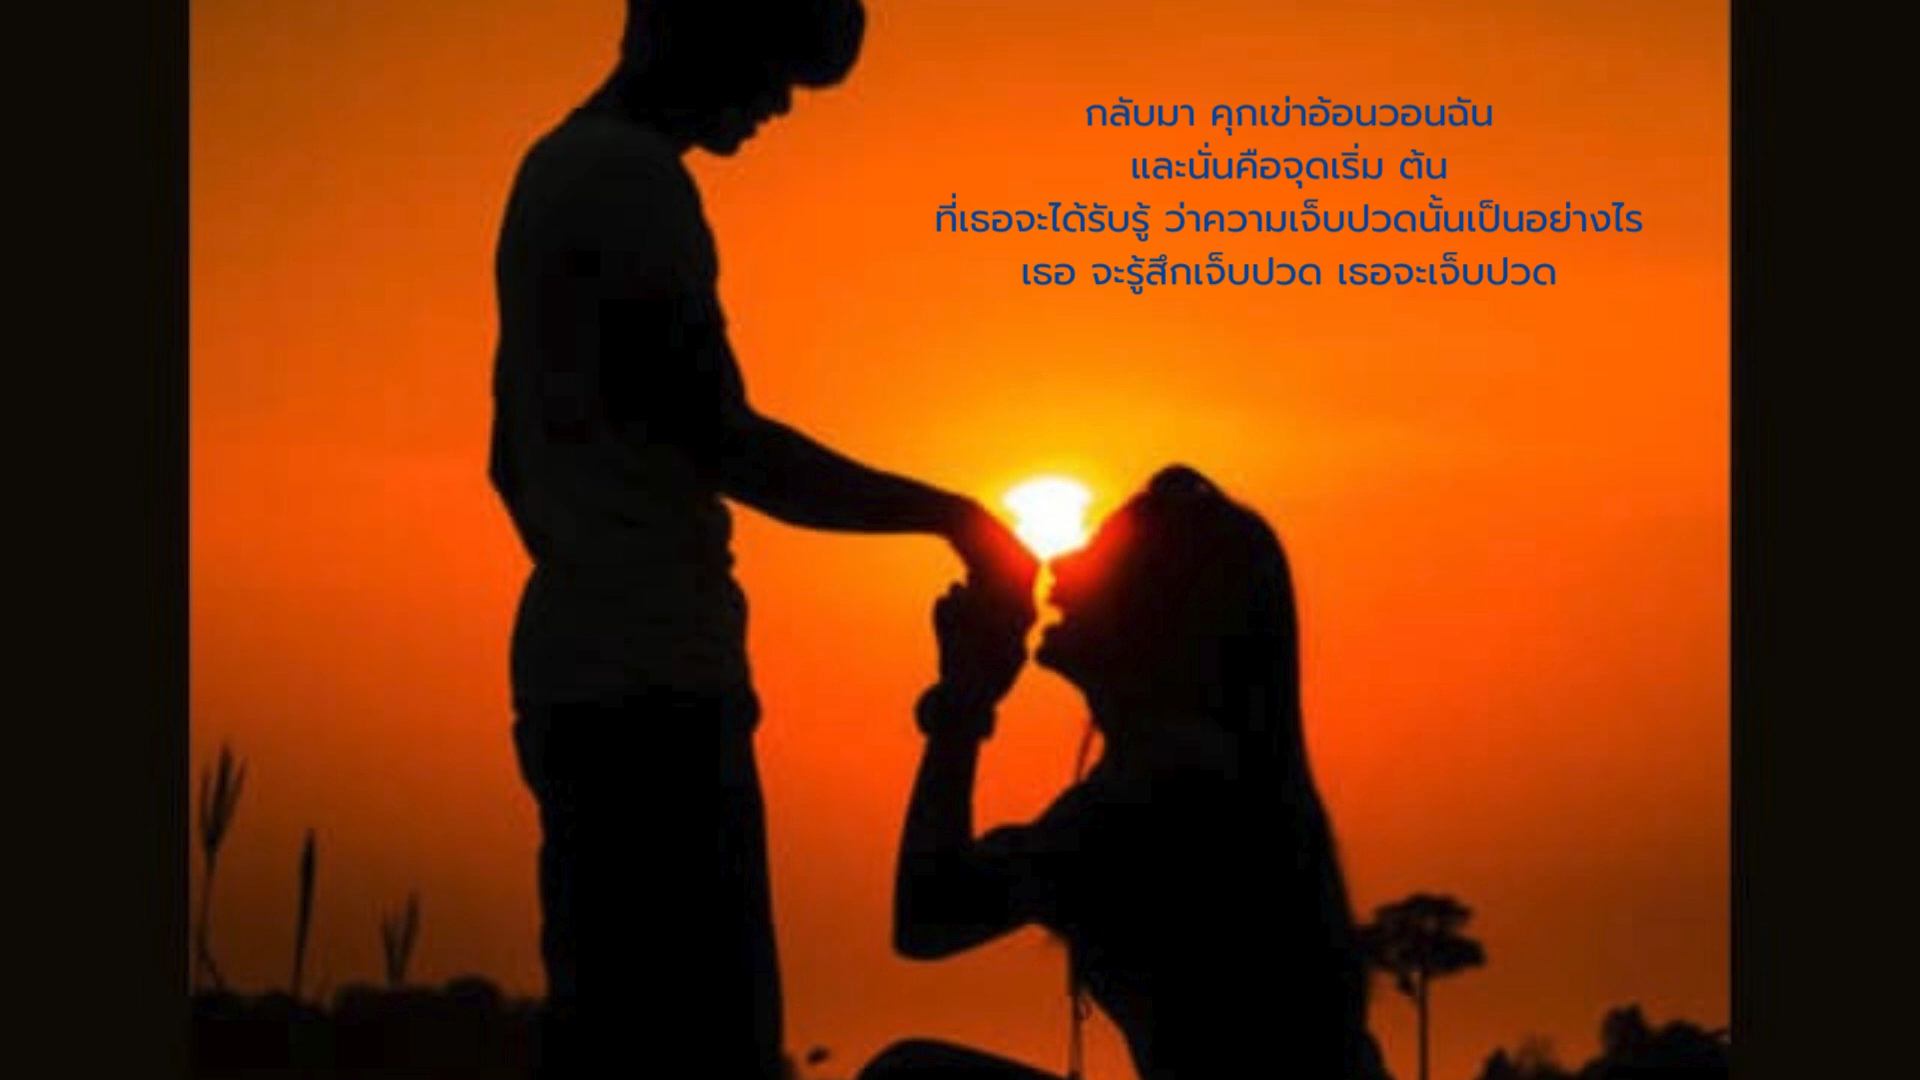 กลับมา คุกเข่าอ้อนวอนฉัน
และนั่นคือจุดเริ่ม ต้น
ที่เธอจะได้รับรู้ ว่าความเจ็บปวดนั้นเป็นอย่างไร
เธอ จะรู้สึกเจ็บปวด เธอจะเจ็บปวด